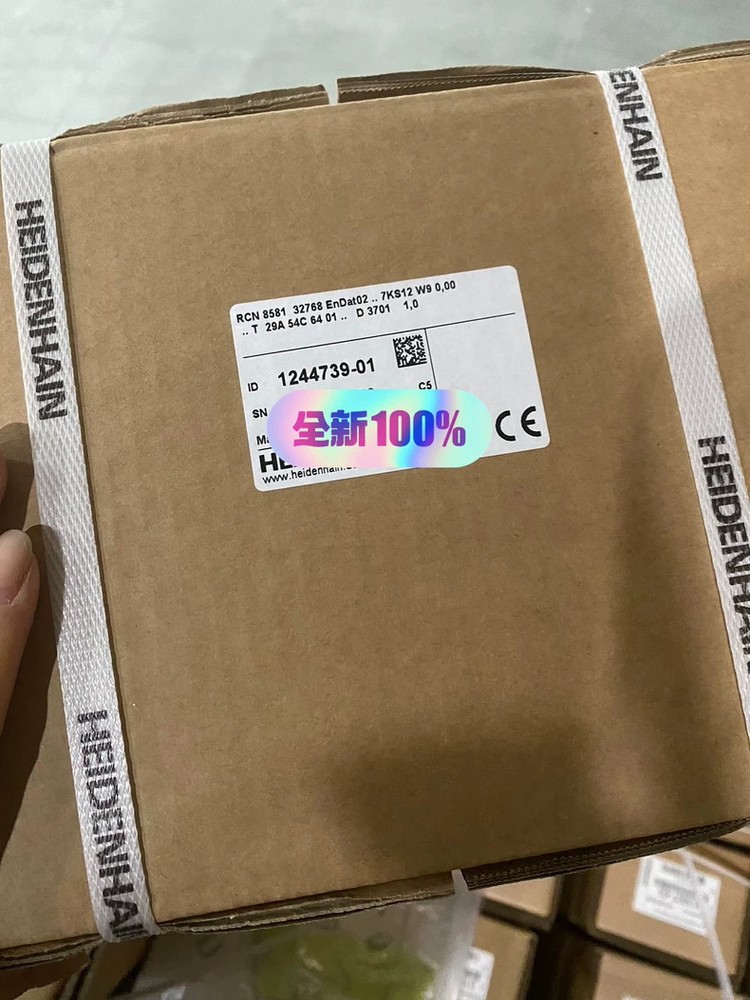 HEIDENHAIN
ENHAIN
RCN 8581 32768 EnDat02 .. 7KS12 W9 0,00
.. T 29A 54C 64 01 .. D 3701 1,0
ID 1244739-01
SN
C5
全新100%
CE
www.heidenhain.
HEIDENHAIN
HEIDENHAIN